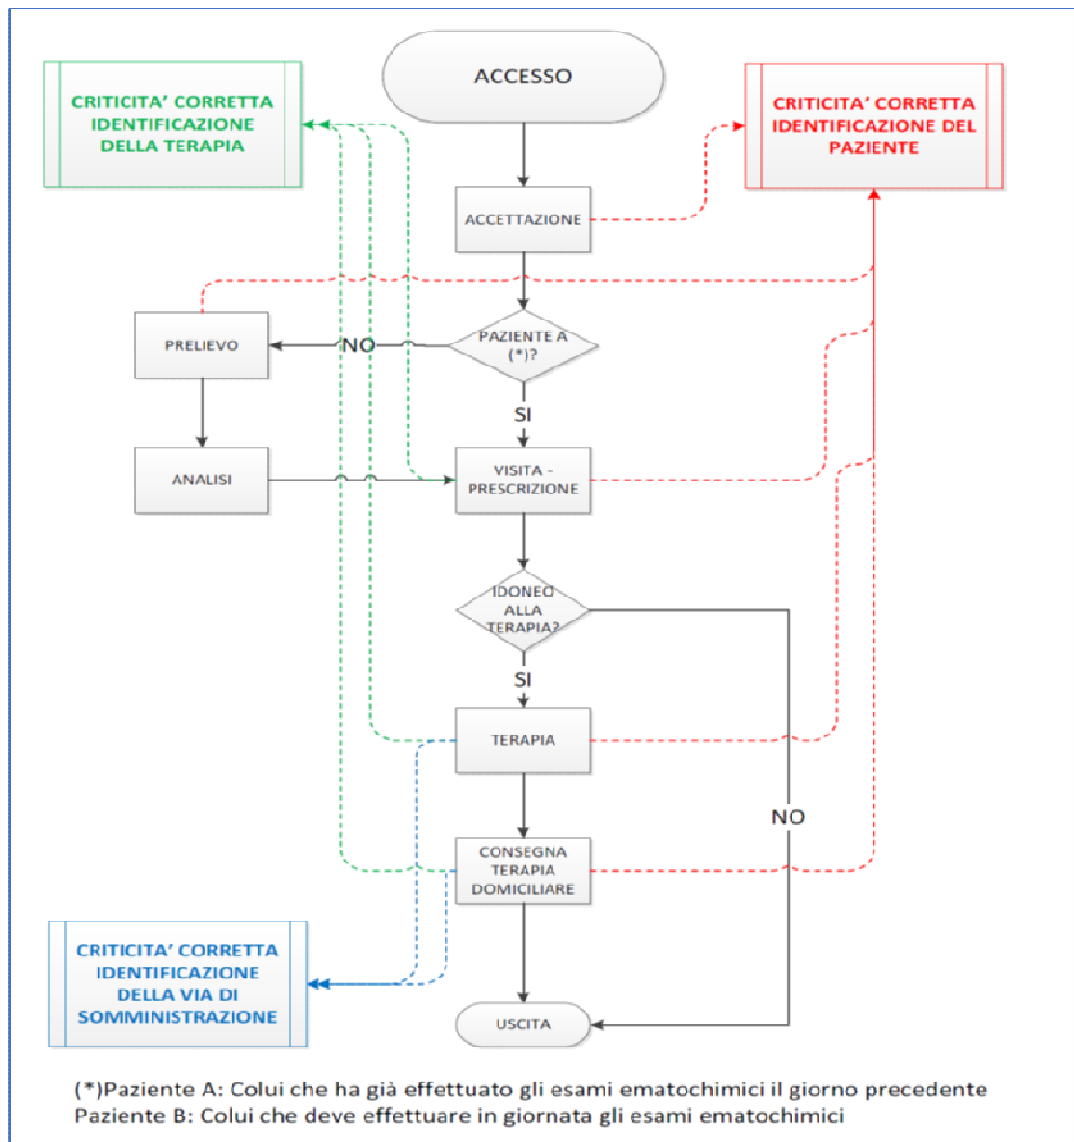 ACCESSO
CRITICITA' CORRETTA
IDENTIFICAZIONE
DELLA TERAPIA
CRITICITA' CORRETTA
IDENTIFICAZIONE DEL
PAZIENTE
ACCETTAZIONE
PRELIEVO
NO
PAZIENTE A
(*)?
SI
ANALISI
VISITA -
PRESCRIZIONE
IDONEO
ALLA
TERAPIA?
SI
TERAPIA
NO
CONSEGNA
TERAPIA
DOMICILIARE
CRITICITA' CORRETTA
IDENTIFICAZIONE
DELLA VIA DI
SOMMINISTRAZIONE
USCITA
(*)Paziente A: Colui che ha già effettuato gli esami ematochimici il giorno precedente
Paziente B: Colui che deve effettuare in giornata gli esami ematochimici